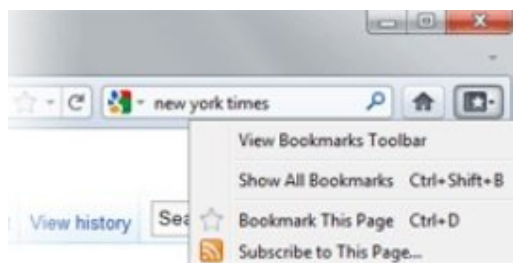 new york times
View Bookmarks Toolbar
Show All Bookmarks Ctrl+Shift+B
View history
Bookmark This Page Ctrl+D
Subscribe to This Page...